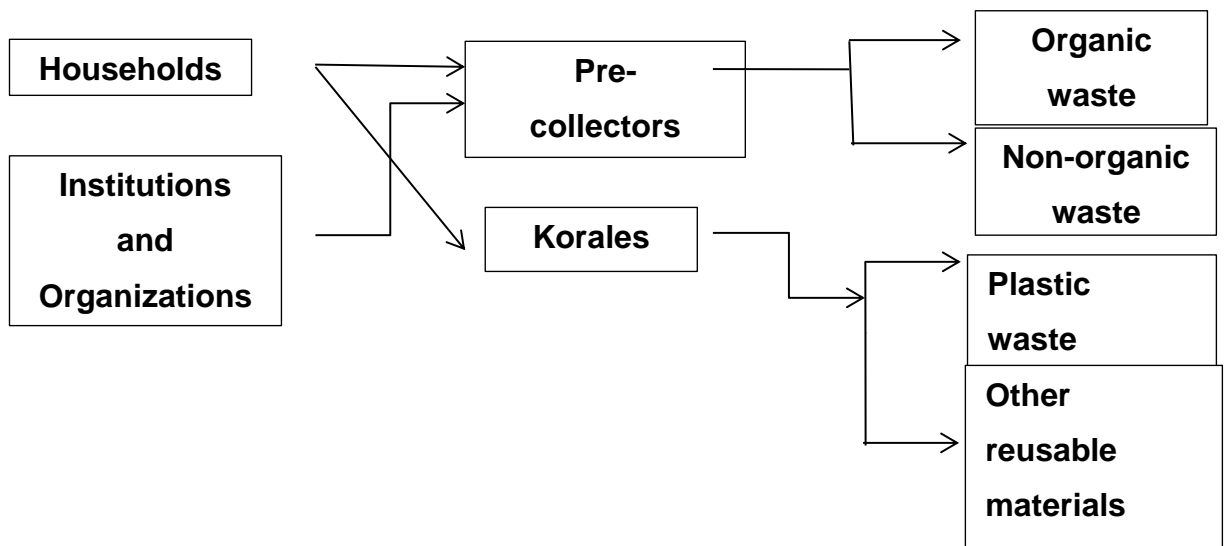 Households
Institutions
and
Organizations
Pre-
collectors
Korales
Organic
waste
Non-organic
waste
Plastic
waste
Other
reusable
materials